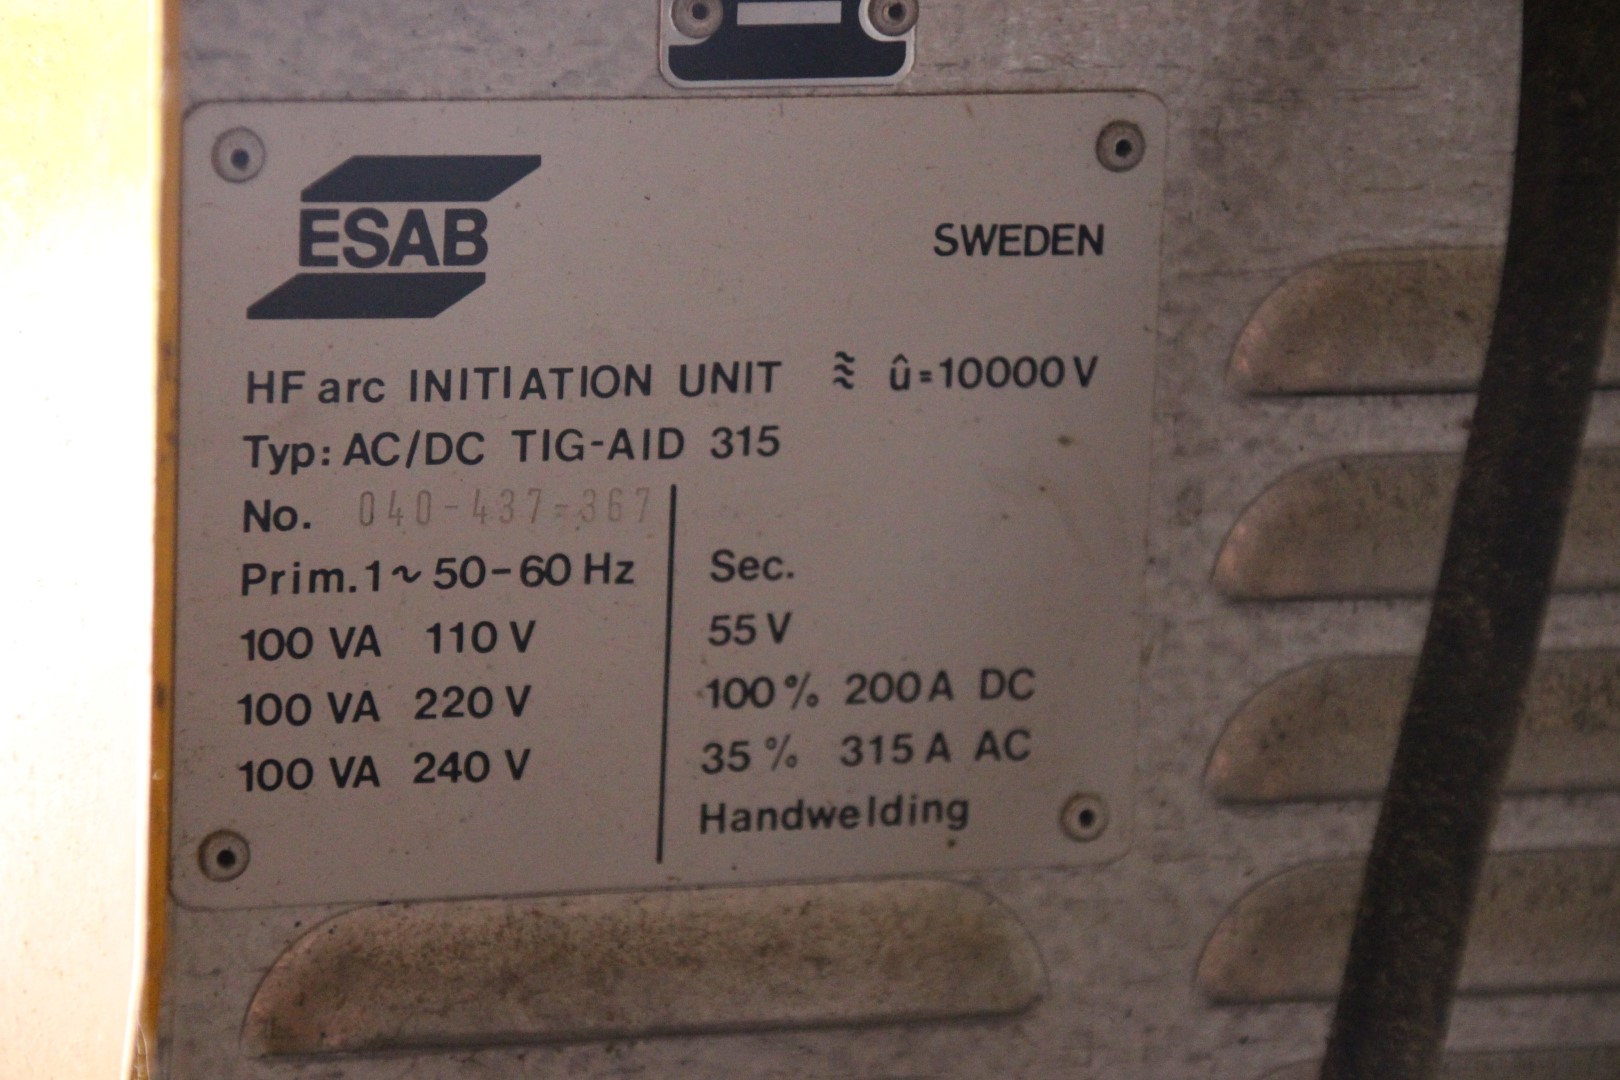 ESAB
SWEDEN
HF arc INITIATION UNIT ≋ û=10000V
Typ: AC/DC TIG-AID 315
No. 040-437-367
Prim. 1~50-60 Hz
100 VA 110 V
100 VA 220 V
100 VA 240 V
Sec.
55 V
100% 200A DC
35% 315A AC
Handwelding